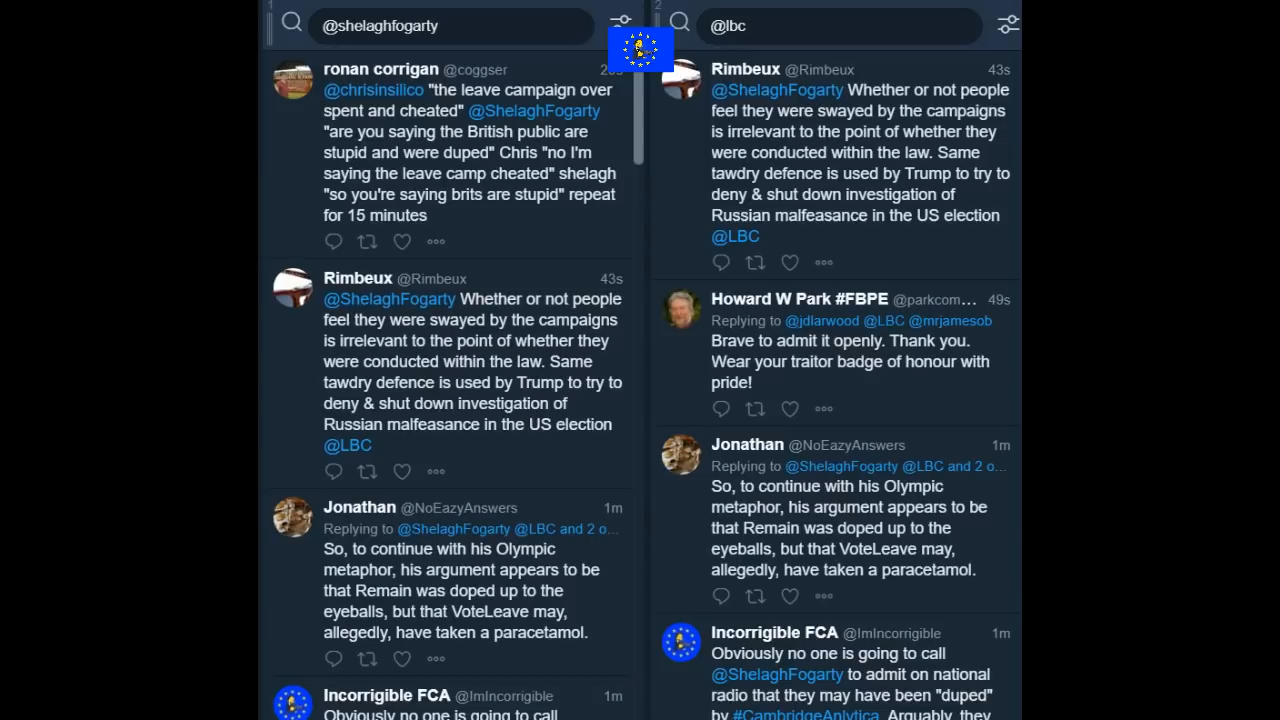 1
@shelaghfogarty
ronan corrigan @coggser
@chrisinsilico "the leave campaign over
spent and cheated" @ShelaghFogarty
"are you saying the British public are
stupid and were duped" Chris "no I'm
saying the leave camp cheated" shelagh
"so you're saying brits are stupid" repeat
for 15 minutes
Rimbeux @Rimbeux 43s
@ShelaghFogarty Whether or not people
feel they were swayed by the campaigns
is irrelevant to the point of whether they
were conducted within the law. Same
tawdry defence is used by Trump to try to
deny & shut down investigation of
Russian malfeasance in the US election
@LBC
Jonathan @NoEazyAnswers 1m
Replying to @ShelaghFogarty @LBC and 2 o...
So, to continue with his Olympic
metaphor, his argument appears to be
that Remain was doped up to the
eyeballs, but that VoteLeave may,
allegedly, have taken a paracetamol.
Incorrigible FCA @ImIncorrigible 1m
Obviously no one is going to call
2
@lbc
Rimbeux @Rimbeux 43s
@ShelaghFogarty Whether or not people
feel they were swayed by the campaigns
is irrelevant to the point of whether they
were conducted within the law. Same
tawdry defence is used by Trump to try to
deny & shut down investigation of
Russian malfeasance in the US election
@LBC
Howard W Park #FBPE @parkcom... 49s
Replying to @jdlarwood @LBC @mrjamesob
Brave to admit it openly. Thank you.
Wear your traitor badge of honour with
pride!
Jonathan @NoEazyAnswers 1m
Replying to @ShelaghFogarty @LBC and 2 o...
So, to continue with his Olympic
metaphor, his argument appears to be
that Remain was doped up to the
eyeballs, but that VoteLeave may,
allegedly, have taken a paracetamol.
Incorrigible FCA @ImIncorrigible 1m
Obviously no one is going to call
@ShelaghFogarty to admit on national
radio that they may have been "duped"
by #CambridgeAnlytica. Arguably, they